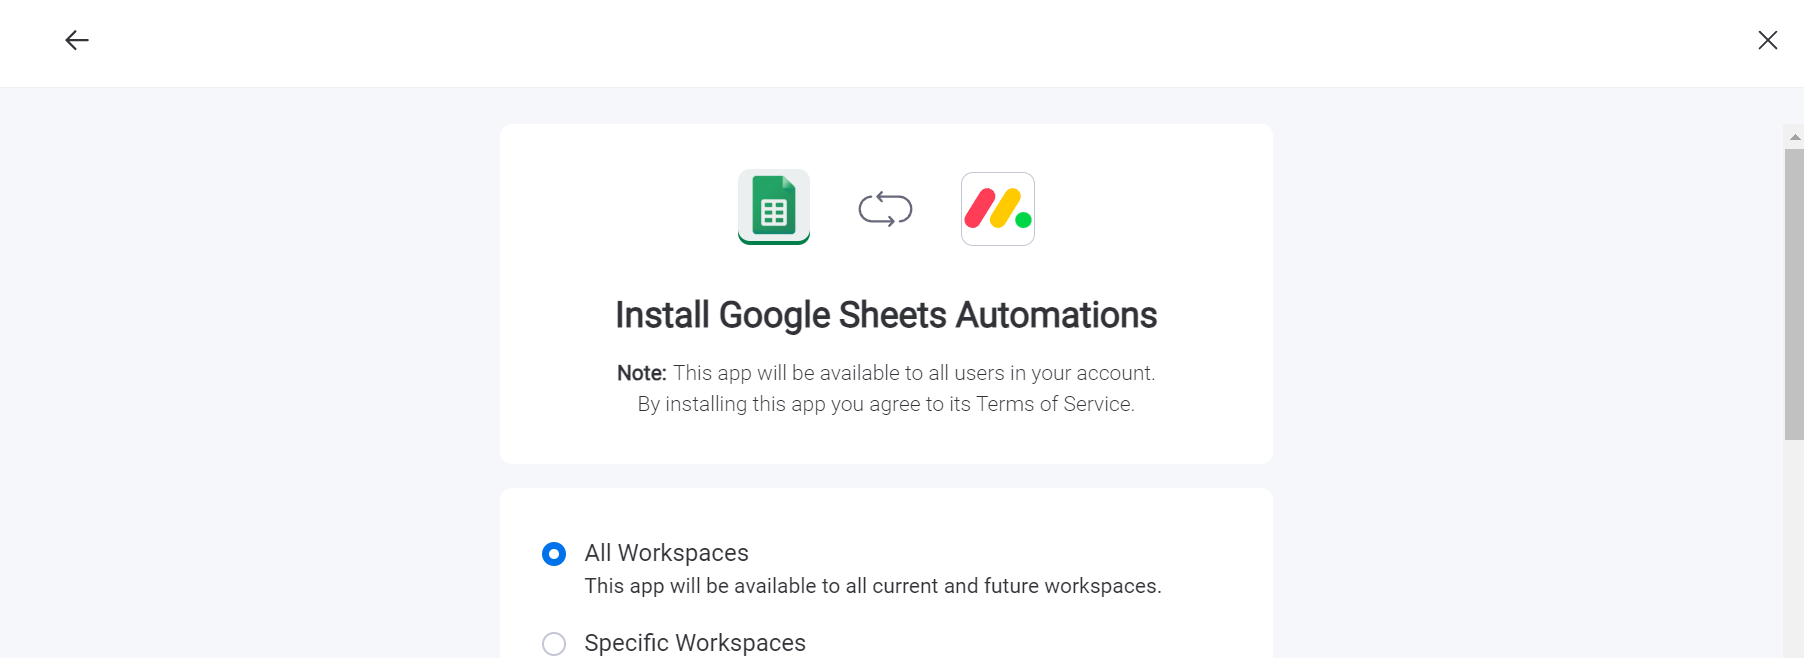 Install Google Sheets Automations
Note: This app will be available to all users in your account.
By installing this app you agree to its Terms of Service.
All Workspaces
This app will be available to all current and future workspaces.
Specific Workspaces